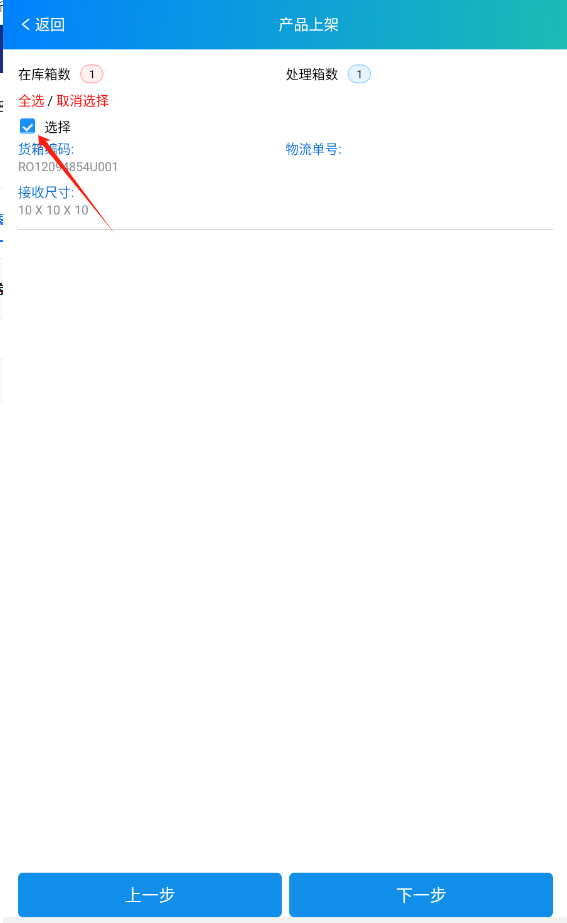 返回 产品上架
在库箱数 1 处理箱数 1
全选 / 取消选择
选择
货箱编码: 物流单号:
RO12094854U001
接收尺寸:
10 X 10 X 10
上一步 下一步